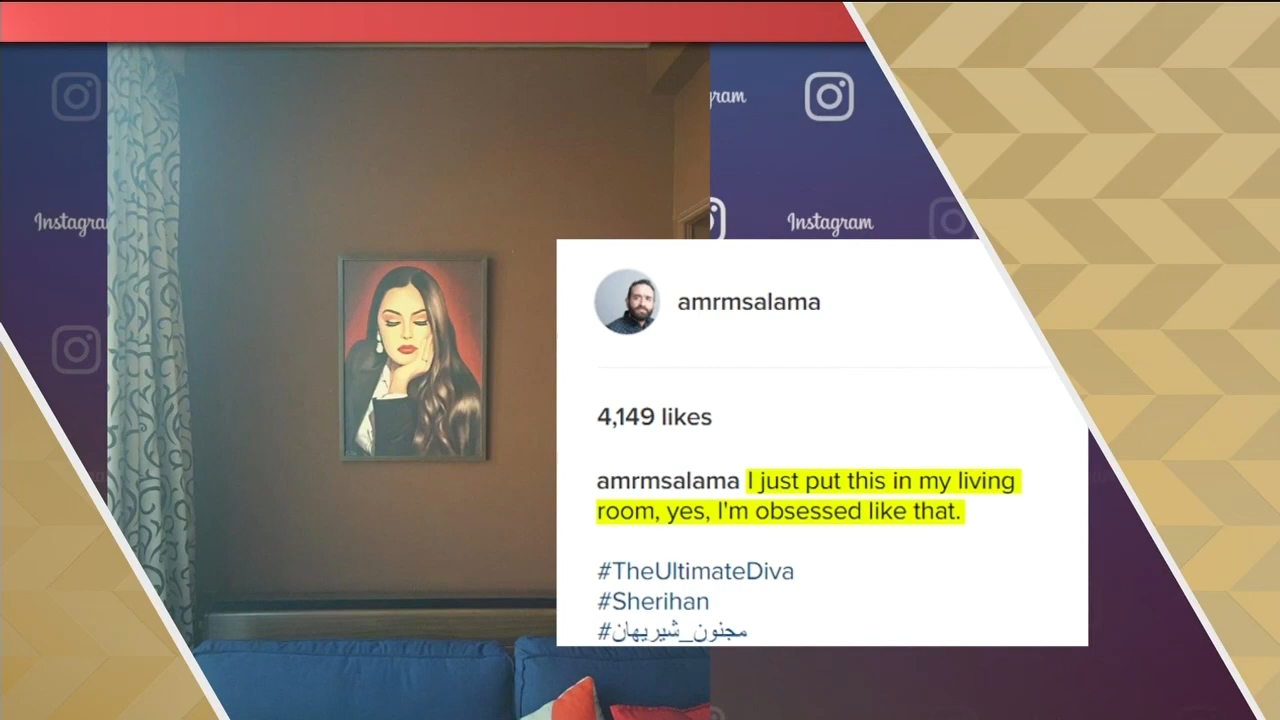 Instagram
amrmsalama
4,149 likes
amrmsalama I just put this in my living
room, yes, I'm obsessed like that.
#TheUltimateDiva
#Sherihan
#مجنون_شيريهان